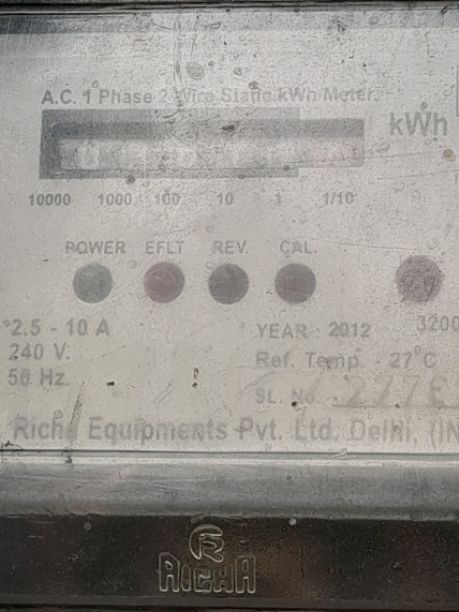 A.C. 1 Phase 2 Wire Static kWh Meter
kWh
10000 1000 100 10 1 1/10
POWER EFLT REV. CAL.
*2.5 - 10 A
240 V.
50 Hz.
YEAR : 2012 3200
Ref. Temp. 27°C
SL. No.
Richa Equipments Pvt. Ltd. Delhi, (IN
R
RICHA